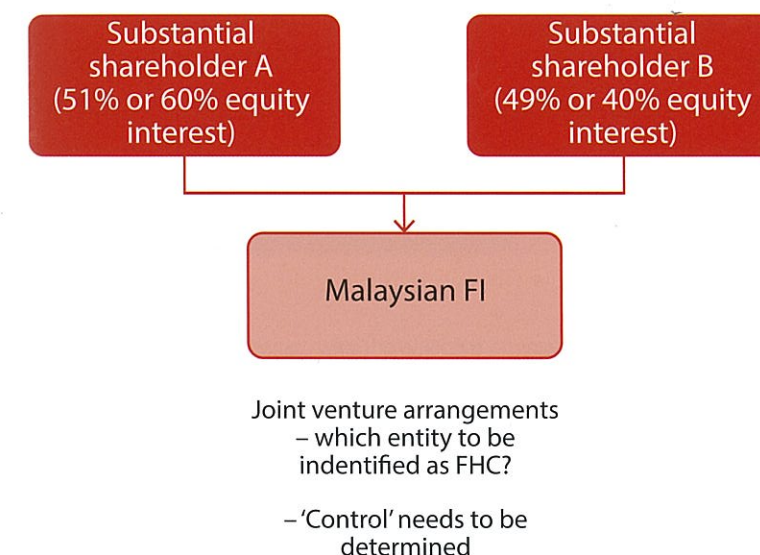 Substantial
shareholder A
(51% or 60% equity
interest)
Substantial
shareholder B
(49% or 40% equity
interest)
Malaysian FI
Joint venture arrangements
– which entity to be
indentified as FHC?
– ‘Control’ needs to be
determined